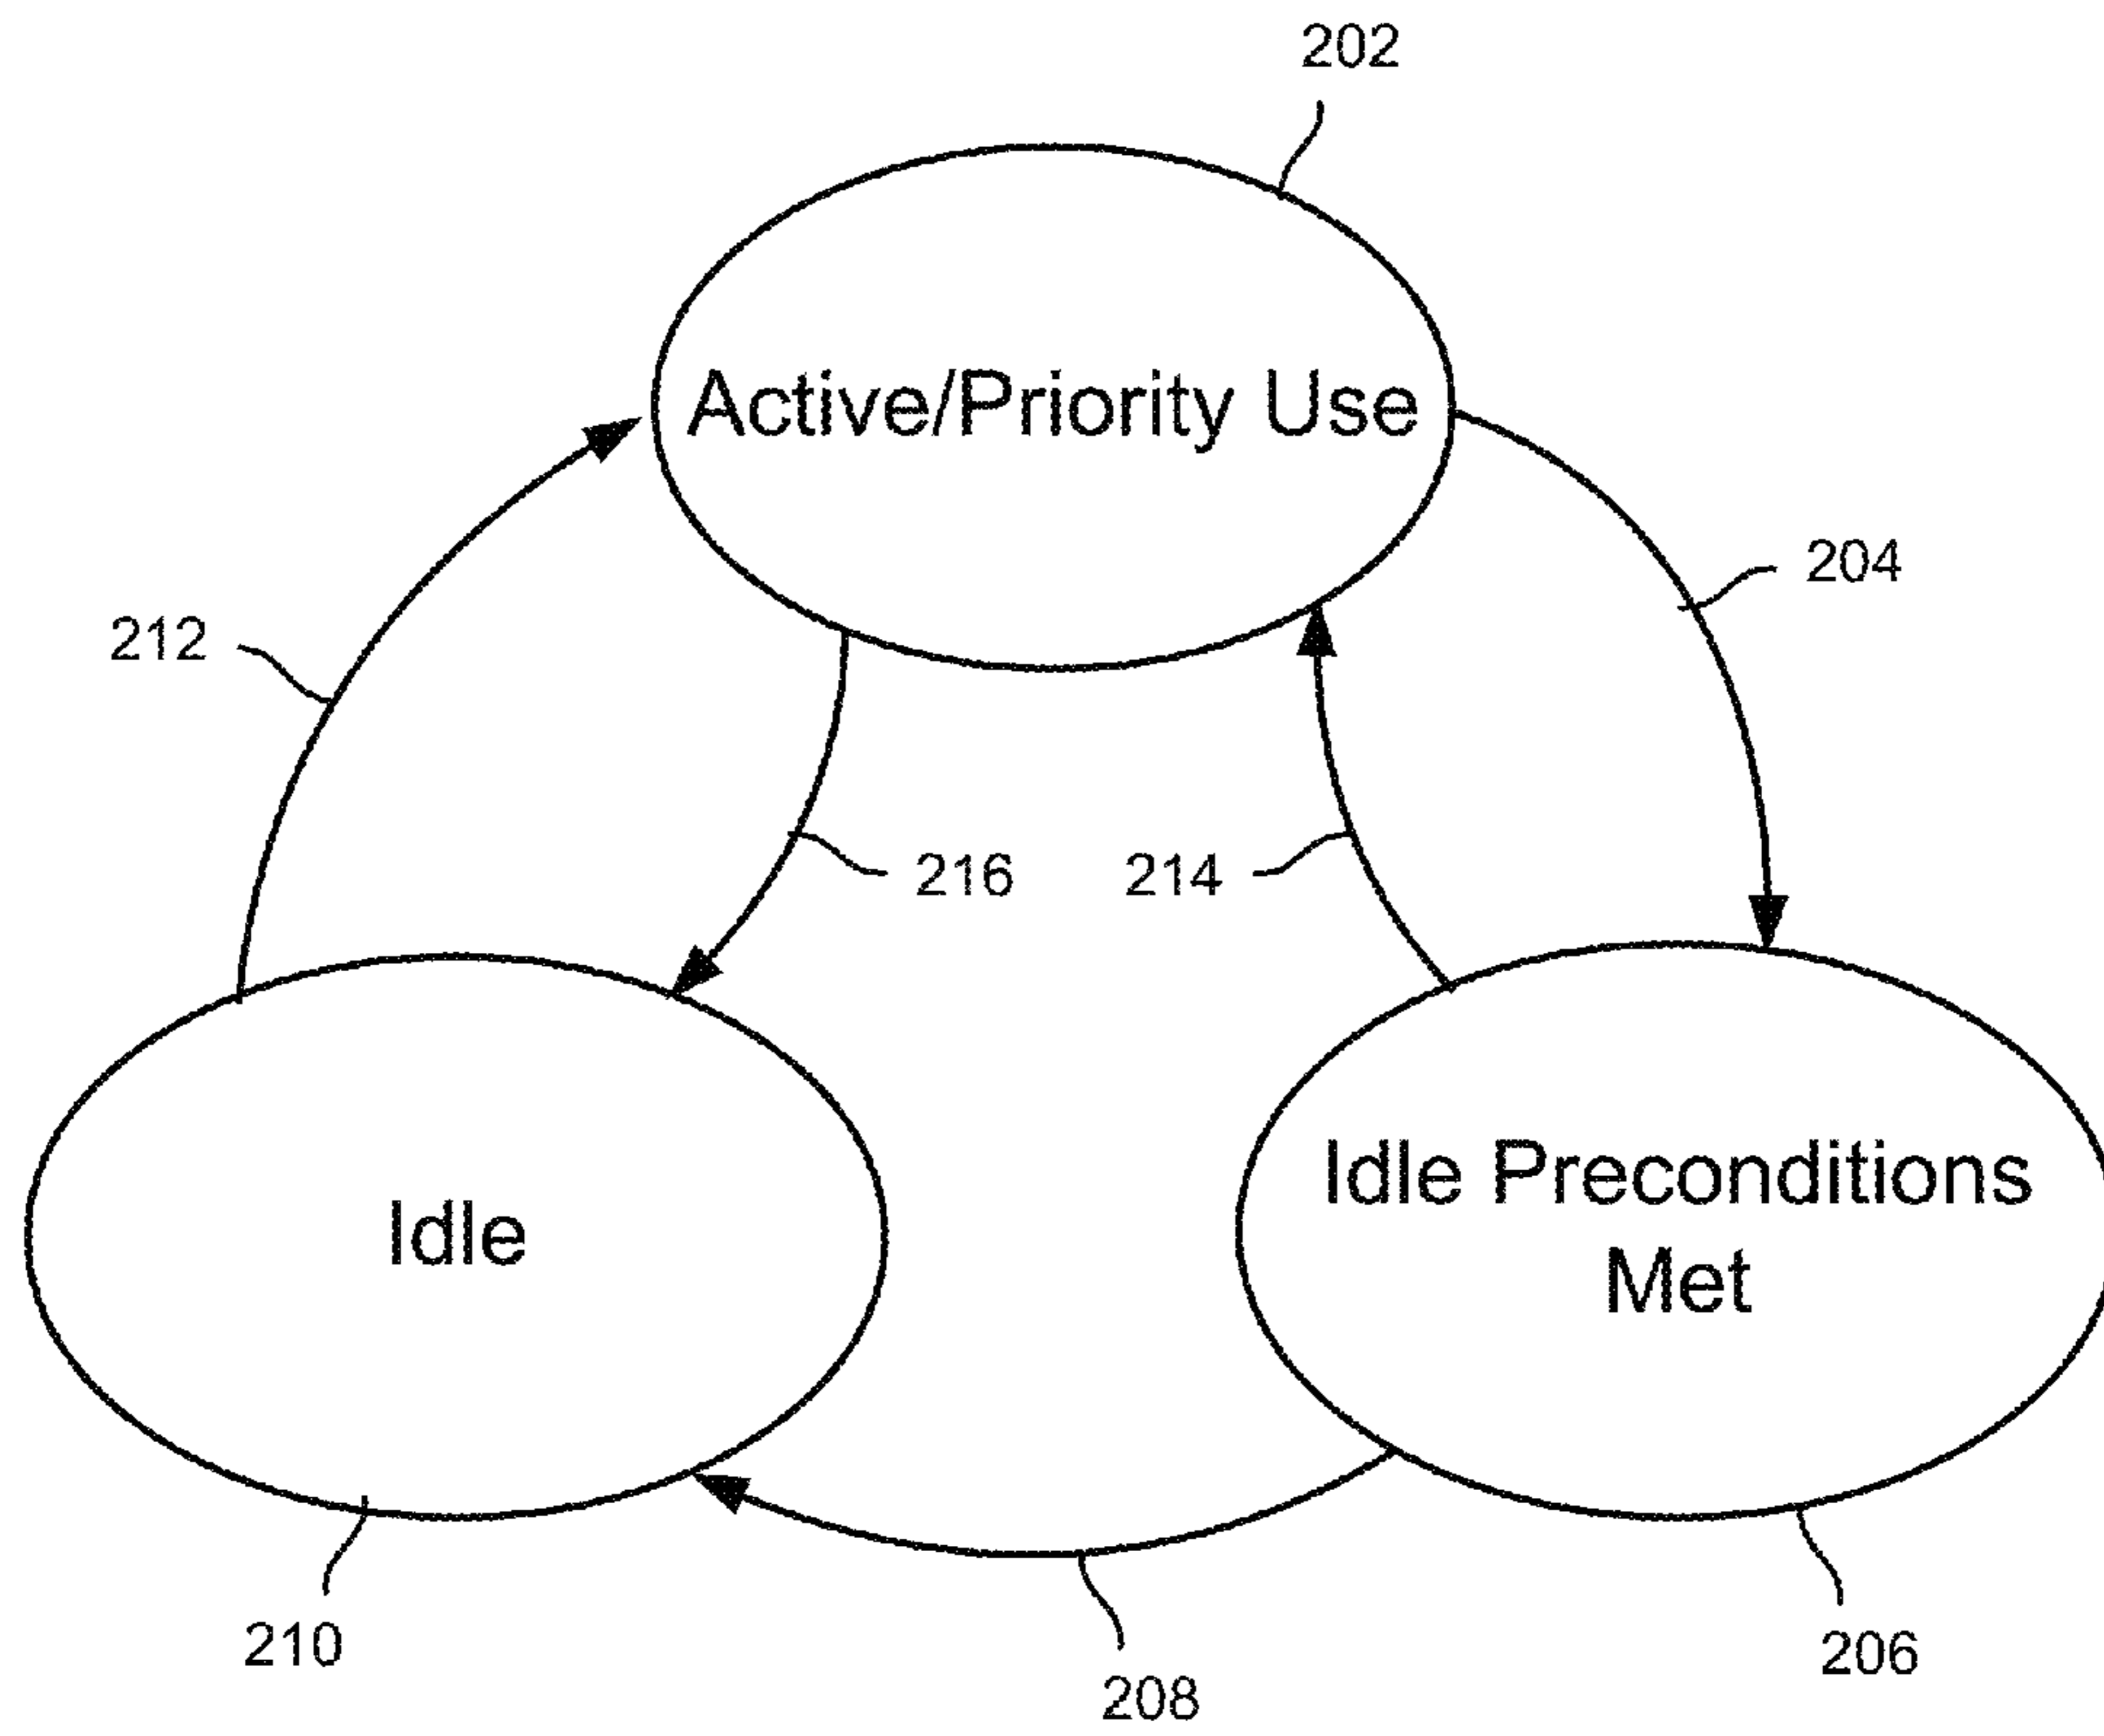 202
Active/Priority Use
204
212
216
214
Idle Preconditions
Met
Idle
210
206
208